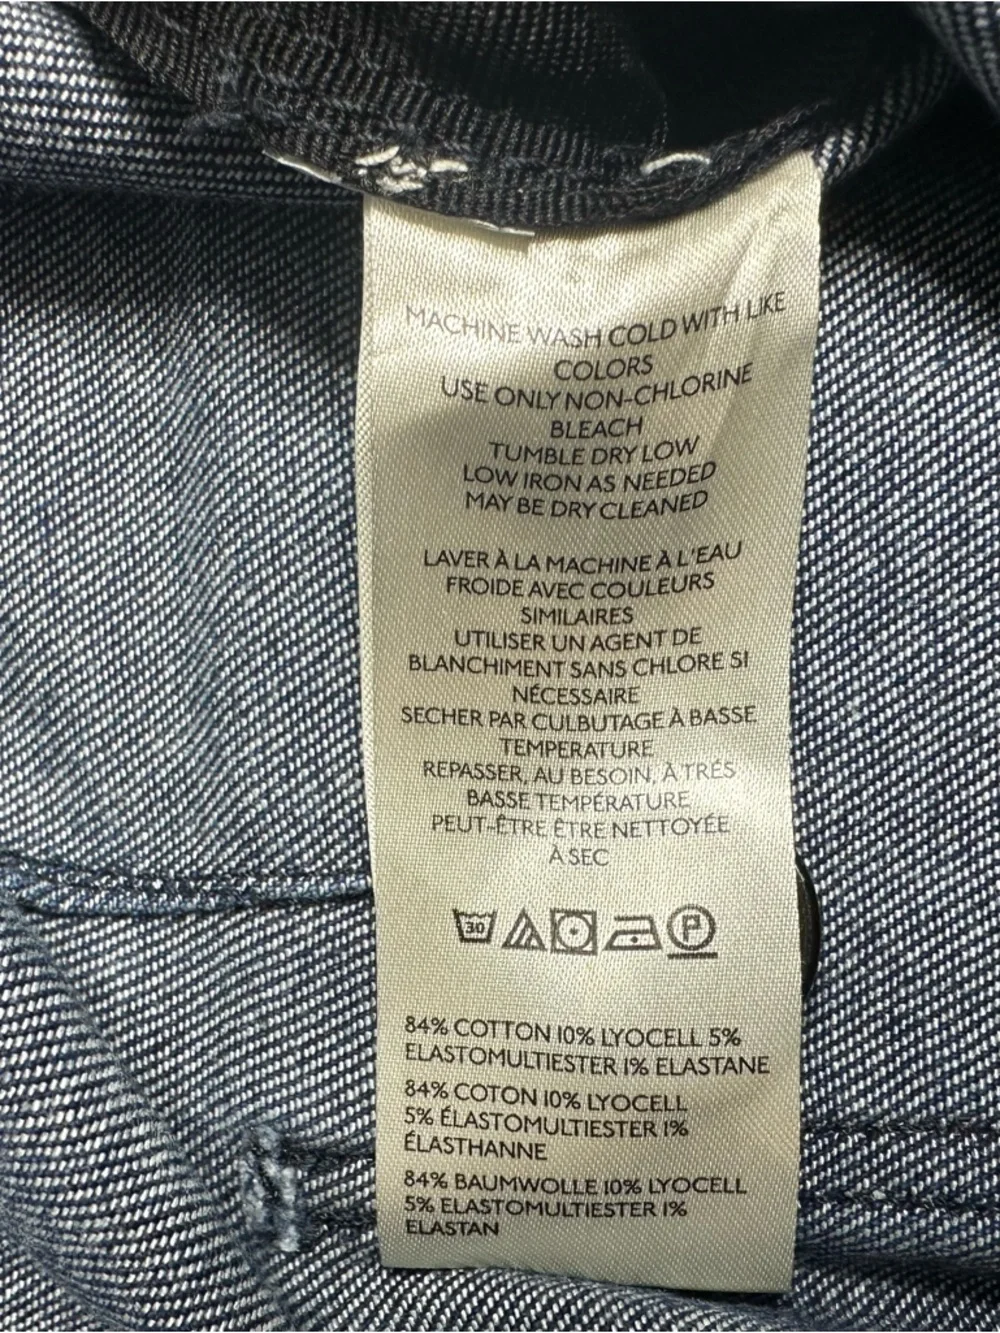 MACHINE WASH COLD WITH LIKE
COLORS
USE ONLY NON-CHLORINE
BLEACH
TUMBLE DRY LOW
LOW IRON AS NEEDED
MAY BE DRY CLEANED
LAVER À LA MACHINE À L'EAU
FROIDE AVEC COULEURS
SIMILAIRES
UTILISER UN AGENT DE
BLANCHIMENT SANS CHLORE SI
NÉCESSAIRE
SECHER PAR CULBUTAGE À BASSE
TEMPERATURE
REPASSER, AU BESOIN, À TRÉS
BASSE TEMPÉRATURE
PEUT-ÊTRE ÊTRE NETTOYÉE
À SEC
30 P
84% COTTON 10% LYOCELL 5%
ELASTOMULTIESTER 1% ELASTANE
84% COTON 10% LYOCELL
5% ÉLASTOMULTIESTER 1%
ÉLASTHANNE
84% BAUMWOLLE 10% LYOCELL
5% ELASTOMULTIESTER 1%
ELASTAN